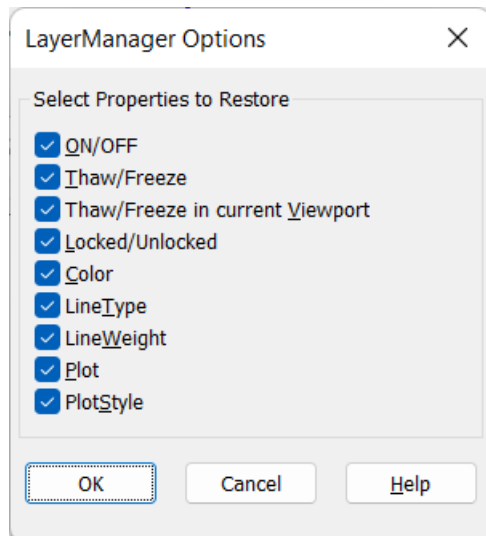 LayerManager Options
Select Properties to Restore
ON/OFF
Thaw/Freeze
Thaw/Freeze in current Viewport
Locked/Unlocked
Color
LineType
LineWeight
Plot
PlotStyle
OK
Cancel
Help